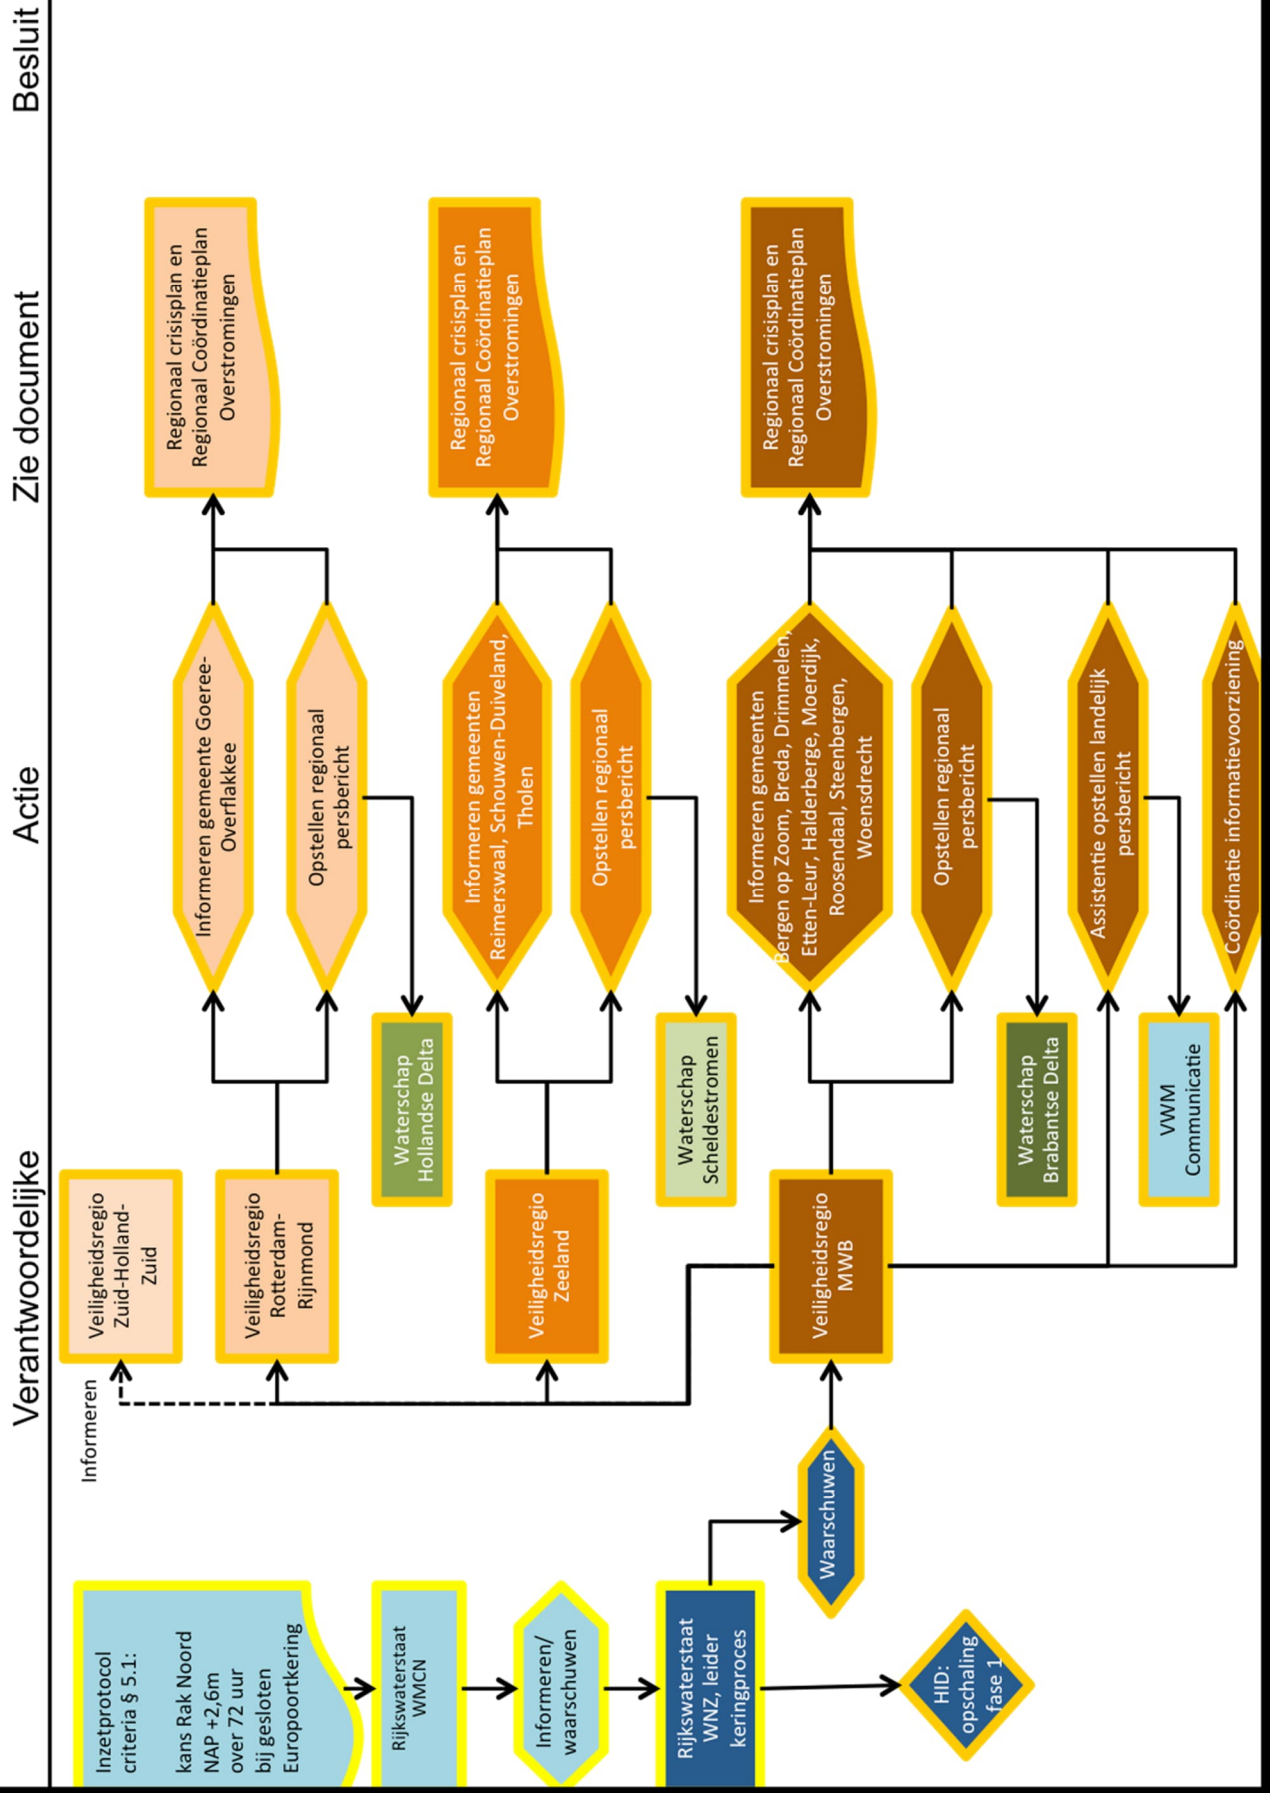 Verantwoordelijke
Actie
Zie document
Besluit
Inzetprotocol
criteria § 5.1:
kans Rak Noord
NAP +2,6m
over 72 uur
bij gesloten
Europoortkering
Rijkswaterstaat
WMCN
Informeren/
waarschuwen
Rijkswaterstaat
WNZ, leider
keringproces
HID:
opschaling
fase 1
Waarschuwen
Informeren
Veiligheidsregio
Zuid-Holland-
Zuid
Veiligheidsregio
Rotterdam-
Rijnmond
Informeren gemeente Goeree-
Overflakkee
Opstellen regionaal
persbericht
Waterschap
Hollandse Delta
Regionaal crisisplan en
Regionaal Coördinatieplan
Overstromingen
Veiligheidsregio
Zeeland
Informeren gemeenten
Reimerswaal, Schouwen-Duiveland,
Tholen
Opstellen regionaal
persbericht
Waterschap
Scheldestromen
Regionaal crisisplan en
Regionaal Coördinatieplan
Overstromingen
Veiligheidsregio
MWB
Informeren gemeenten
Bergen op Zoom, Breda, Drimmelen,
Etten-Leur, Halderberge, Moerdijk,
Roosendaal, Steenbergen,
Woensdrecht
Opstellen regionaal
persbericht
Waterschap
Brabantse Delta
Assistentie opstellen landelijk
persbericht
VWM
Communicatie
Coördinatie informatievoorziening
Regionaal crisisplan en
Regionaal Coördinatieplan
Overstromingen